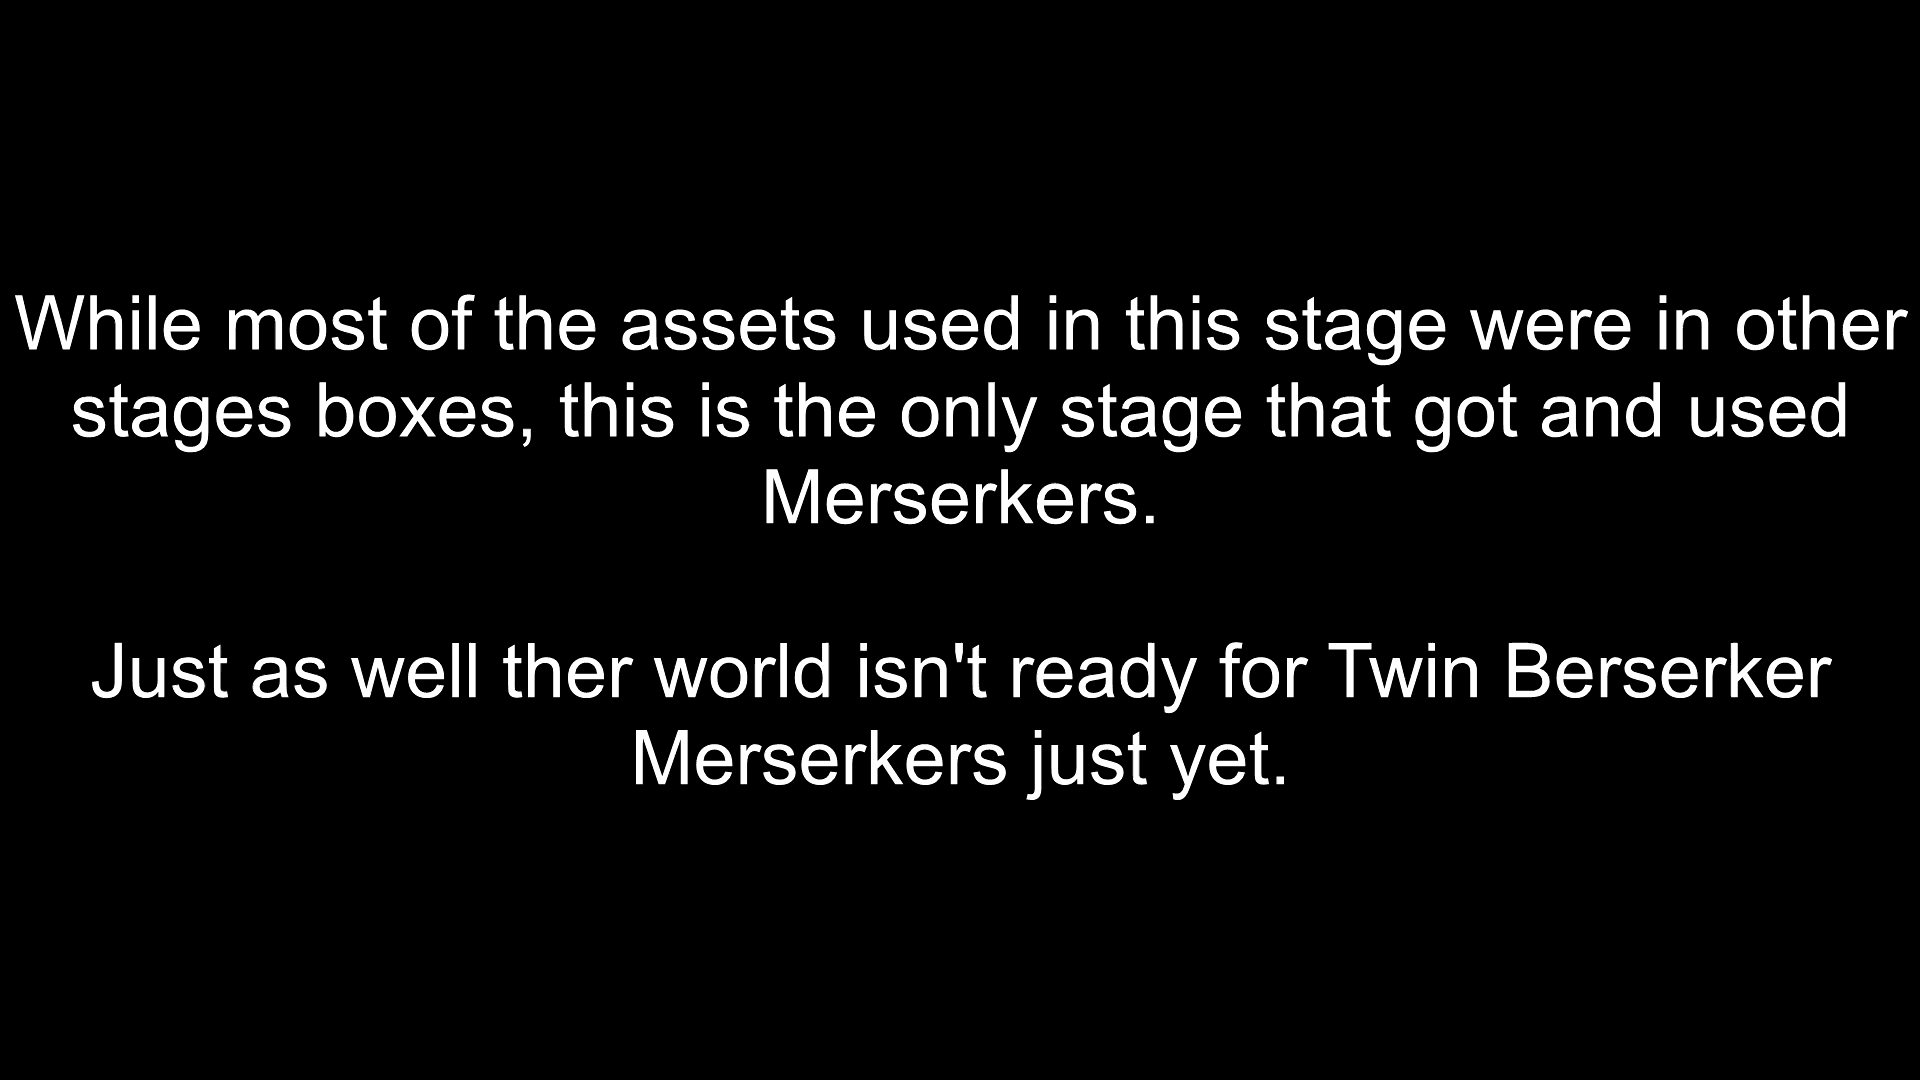 While most of the assets used in this stage were in other
stages boxes, this is the only stage that got and used
Merserkers.
Just as well ther world isn't ready for Twin Berserker
Merserkers just yet.